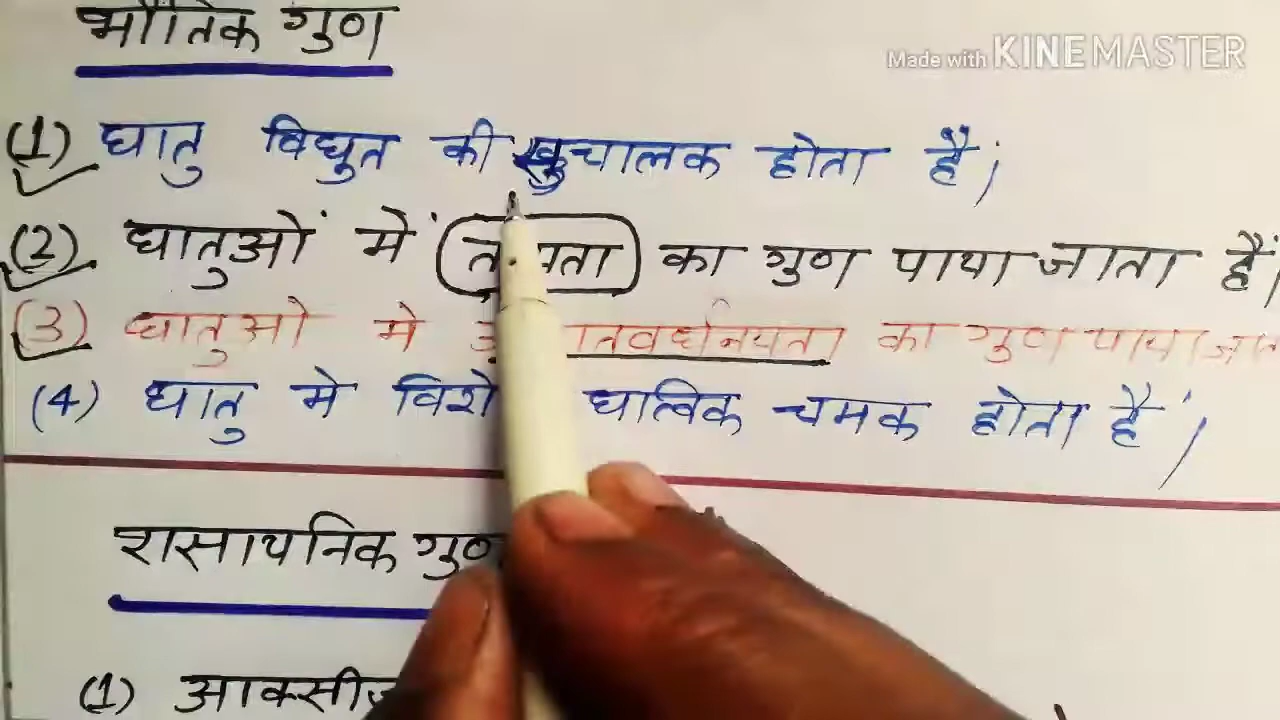 भौतिक गुण
Made with KINEMASTER
(1) धातु विद्युत की सुचालक होता है।
(2) धातुओं में का गुण पाया जाता हैं।
(3) धातुओ मे का गुण पाया
(4) धातु मे धात्विक चमक होता है।
रासायनिक गुण
(1)